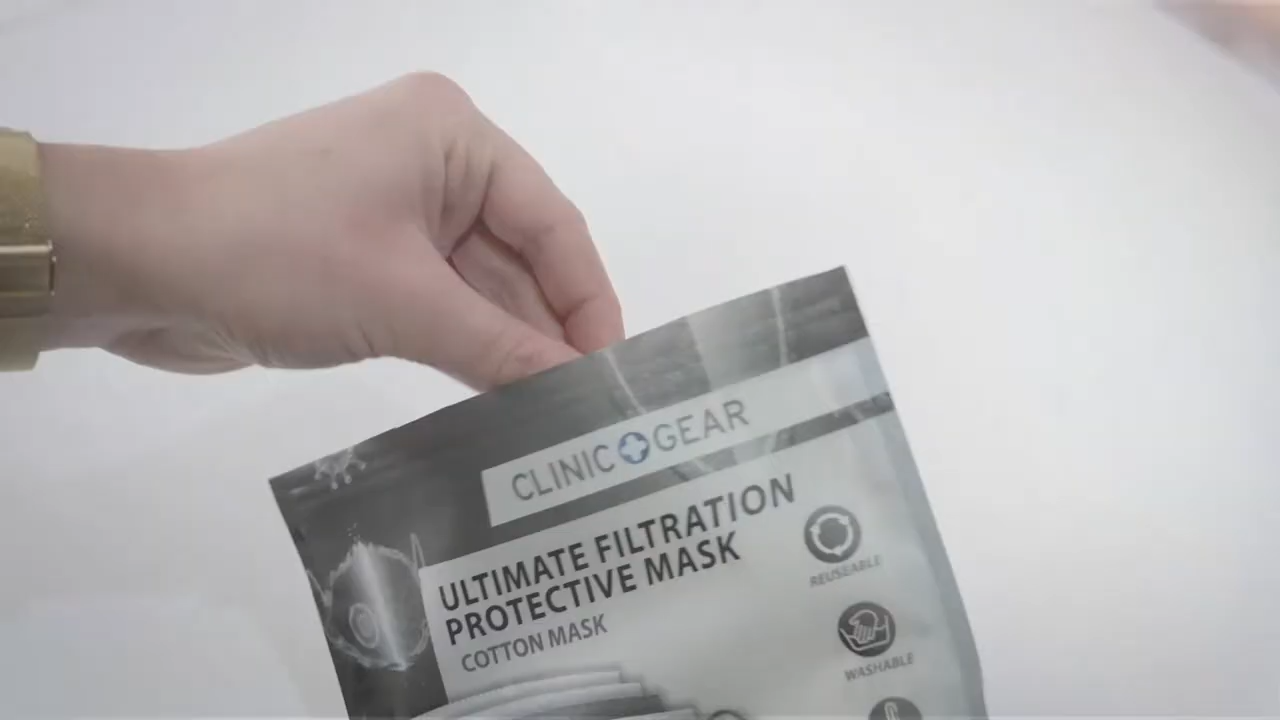 CLINIC GEAR
ULTIMATE FILTRATION
PROTECTIVE MASK
COTTON MASK
REUSEABLE
WASHABLE